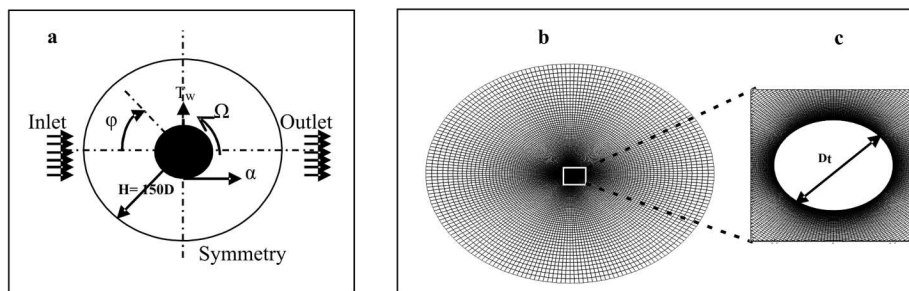 a
Tw
Ω
Inlet
φ
Outlet
α
H= 150D
Symmetry
b
c
Dt